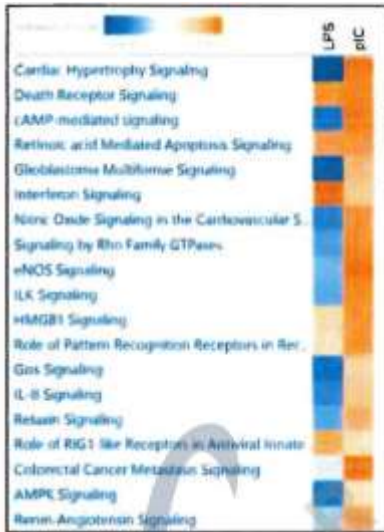 LPS
pIC
Cardiac Hypertrophy Signaling
Death Receptor Signaling
cAMP-mediated signaling
Retinoic acid Mediated Apoptosis Signaling
Glioblastoma Multiforme Signaling
Interferon Signaling
Nitric Oxide Signaling in the Cardiovascular S...
Signaling by Rho Family GTPases
eNOS Signaling
ILK Signaling
HMGB1 Signaling
Role of Pattern Recognition Receptors in Rec...
Gαs Signaling
IL-8 Signaling
Relaxin Signaling
Role of RIG1-like Receptors in Antiviral Innate
Colorectal Cancer Metastasis Signaling
AMPK Signaling
Renin-Angiotensin Signaling